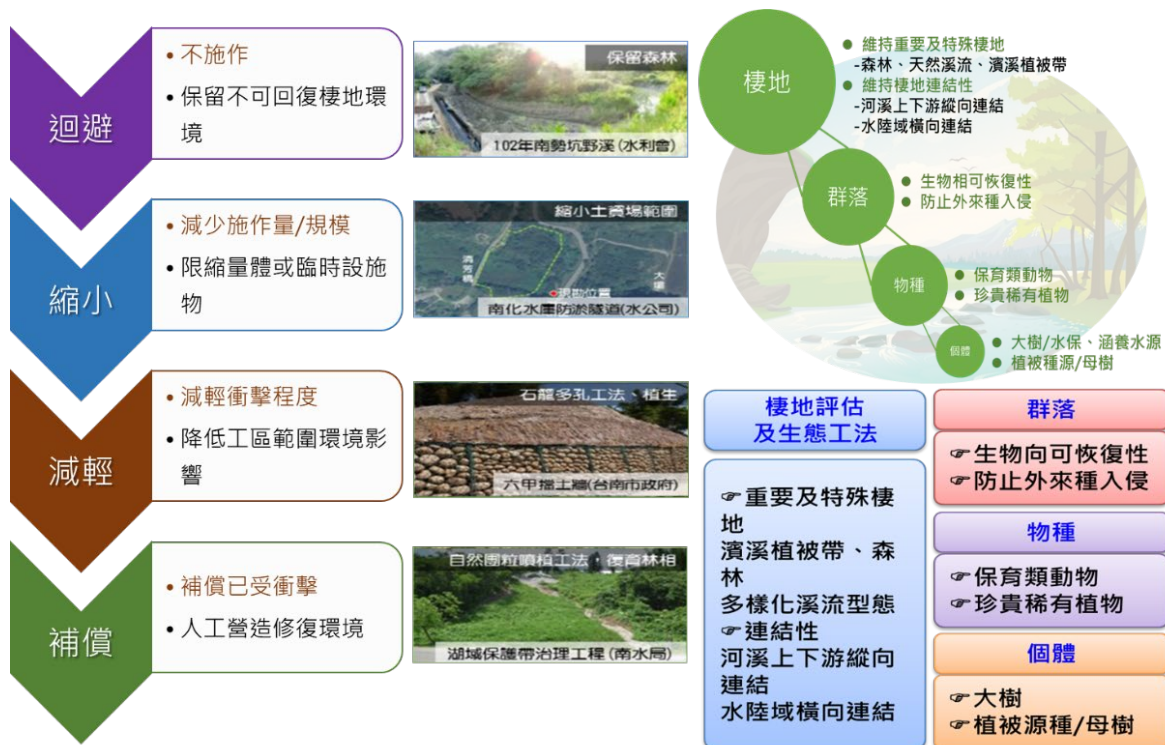 迴避
• 不施作
• 保留不可回復棲地環
境
保留森林
102年南勢坑野溪(水利會)
縮小
• 減少施作量/規模
• 限縮量體或臨時設施
物
縮小土資場範圍
清芳橋
大壩
現勘位置
南化水庫防淤隧道(水公司)
減輕
• 減輕衝擊程度
• 降低工區範圍環境影
響
石籠多孔工法、植生
六甲擋土牆(台南市政府)
補償
• 補償已受衝擊
• 人工營造修復環境
自然團粒噴植工法,復育林相
湖域保護帶治理工程(南水局)
棲地
● 維持重要及特殊棲地
-森林、天然溪流、濱溪植被帶
● 維持棲地連結性
-河溪上下游縱向連結
-水陸域橫向連結
群落
● 生物相可恢復性
● 防止外來種入侵
物種
● 保育類動物
● 珍貴稀有植物
個體
● 大樹/水保、涵養水源
● 植被種源/母樹
棲地評估
及生態工法
☞重要及特殊棲
地
濱溪植被帶、森
林
多樣化溪流型態
☞連結性
河溪上下游縱向
連結
水陸域橫向連結
群落
☞生物向可恢復性
☞防止外來種入侵
物種
☞保育類動物
☞珍貴稀有植物
個體
☞大樹
☞植被源種/母樹